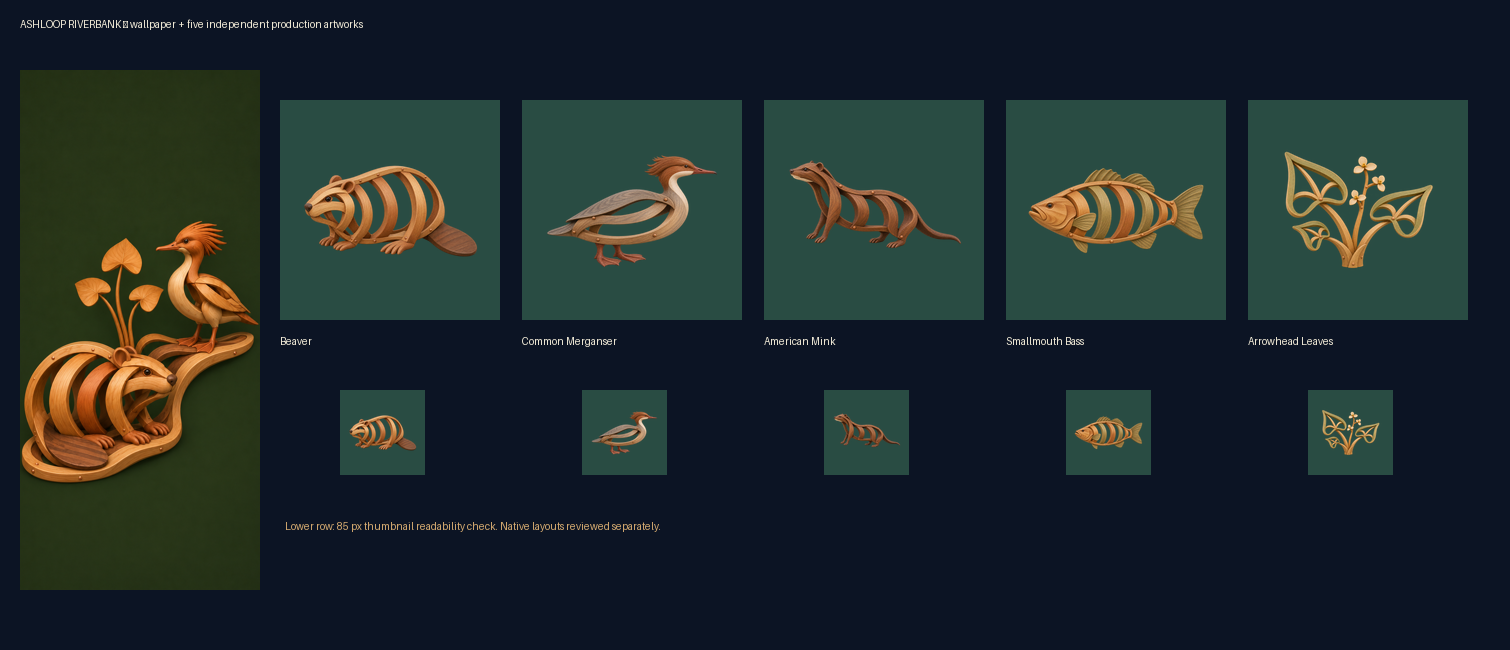 ASHLOOP RIVERBANK▯wallpaper + five independent production artworks
Beaver
Common Merganser
American Mink
Smallmouth Bass
Arrowhead Leaves
Lower row: 85 px thumbnail readability check. Native layouts reviewed separately.